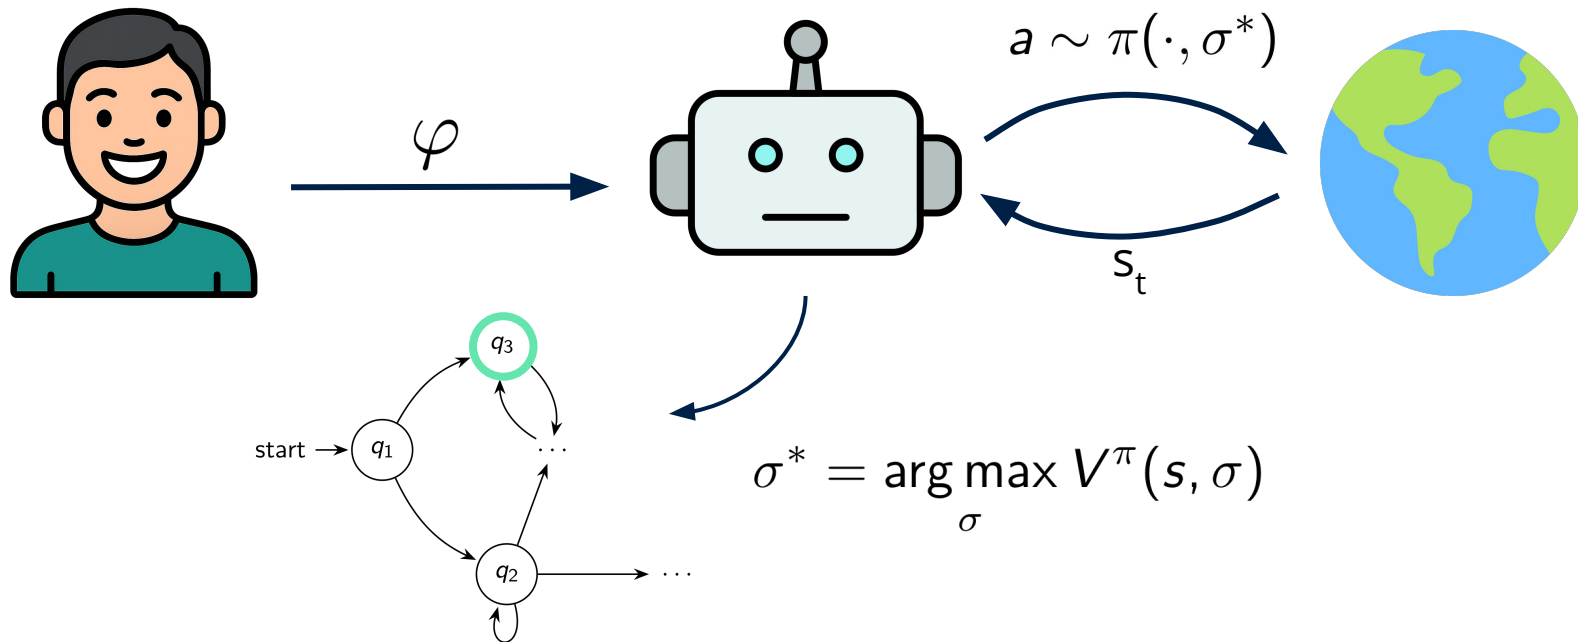 φ
a ∼ π(·, σ*)
s_t
q₃
start
q₁
···
q₂
···
σ* = arg max V^π(s, σ)
σ